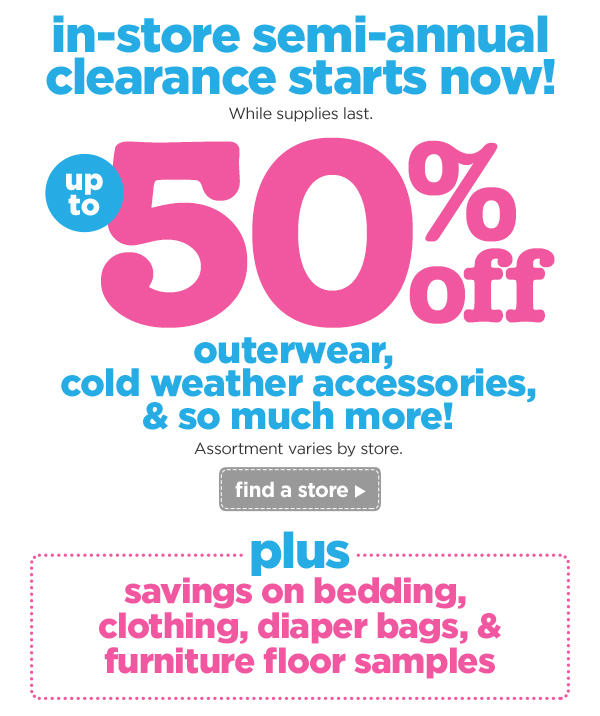 in-store semi-annual
clearance starts now!
While supplies last.
up
to
50%
off
outerwear,
cold weather accessories,
& so much more!
Assortment varies by store.
find a store ▸
plus
savings on bedding,
clothing, diaper bags, &
furniture floor samples